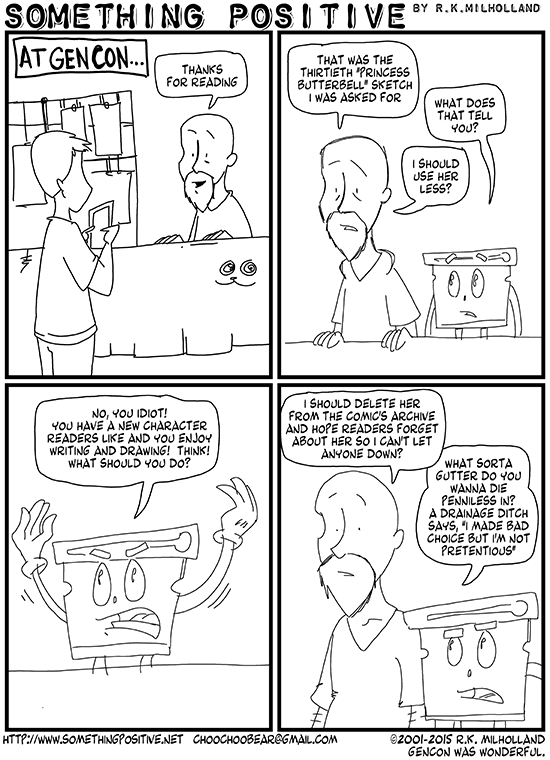 SOMETHING POSITIVE BY R.K.MILHOLLAND
AT GENCON...
THANKS
FOR READING
THAT WAS THE
THIRTIETH "PRINCESS
BUTTERBELL" SKETCH
I WAS ASKED FOR
WHAT DOES
THAT TELL
YOU?
I SHOULD
USE HER
LESS?
NO, YOU IDIOT!
YOU HAVE A NEW CHARACTER
READERS LIKE AND YOU ENJOY
WRITING AND DRAWING! THINK!
WHAT SHOULD YOU DO?
I SHOULD DELETE HER
FROM THE COMIC'S ARCHIVE
AND HOPE READERS FORGET
ABOUT HER SO I CAN'T LET
ANYONE DOWN?
WHAT SORTA
GUTTER DO YOU
WANNA DIE
PENNILESS IN?
A DRAINAGE DITCH
SAYS, "I MADE BAD
CHOICE BUT I'M NOT
PRETENTIOUS"
HTTP://WWW.SOMETHINGPOSITIVE.NET CHOOCHOOBEAR@GMAIL.COM
©2001-2015 R.K. MILHOLLAND
GENCON WAS WONDERFUL.